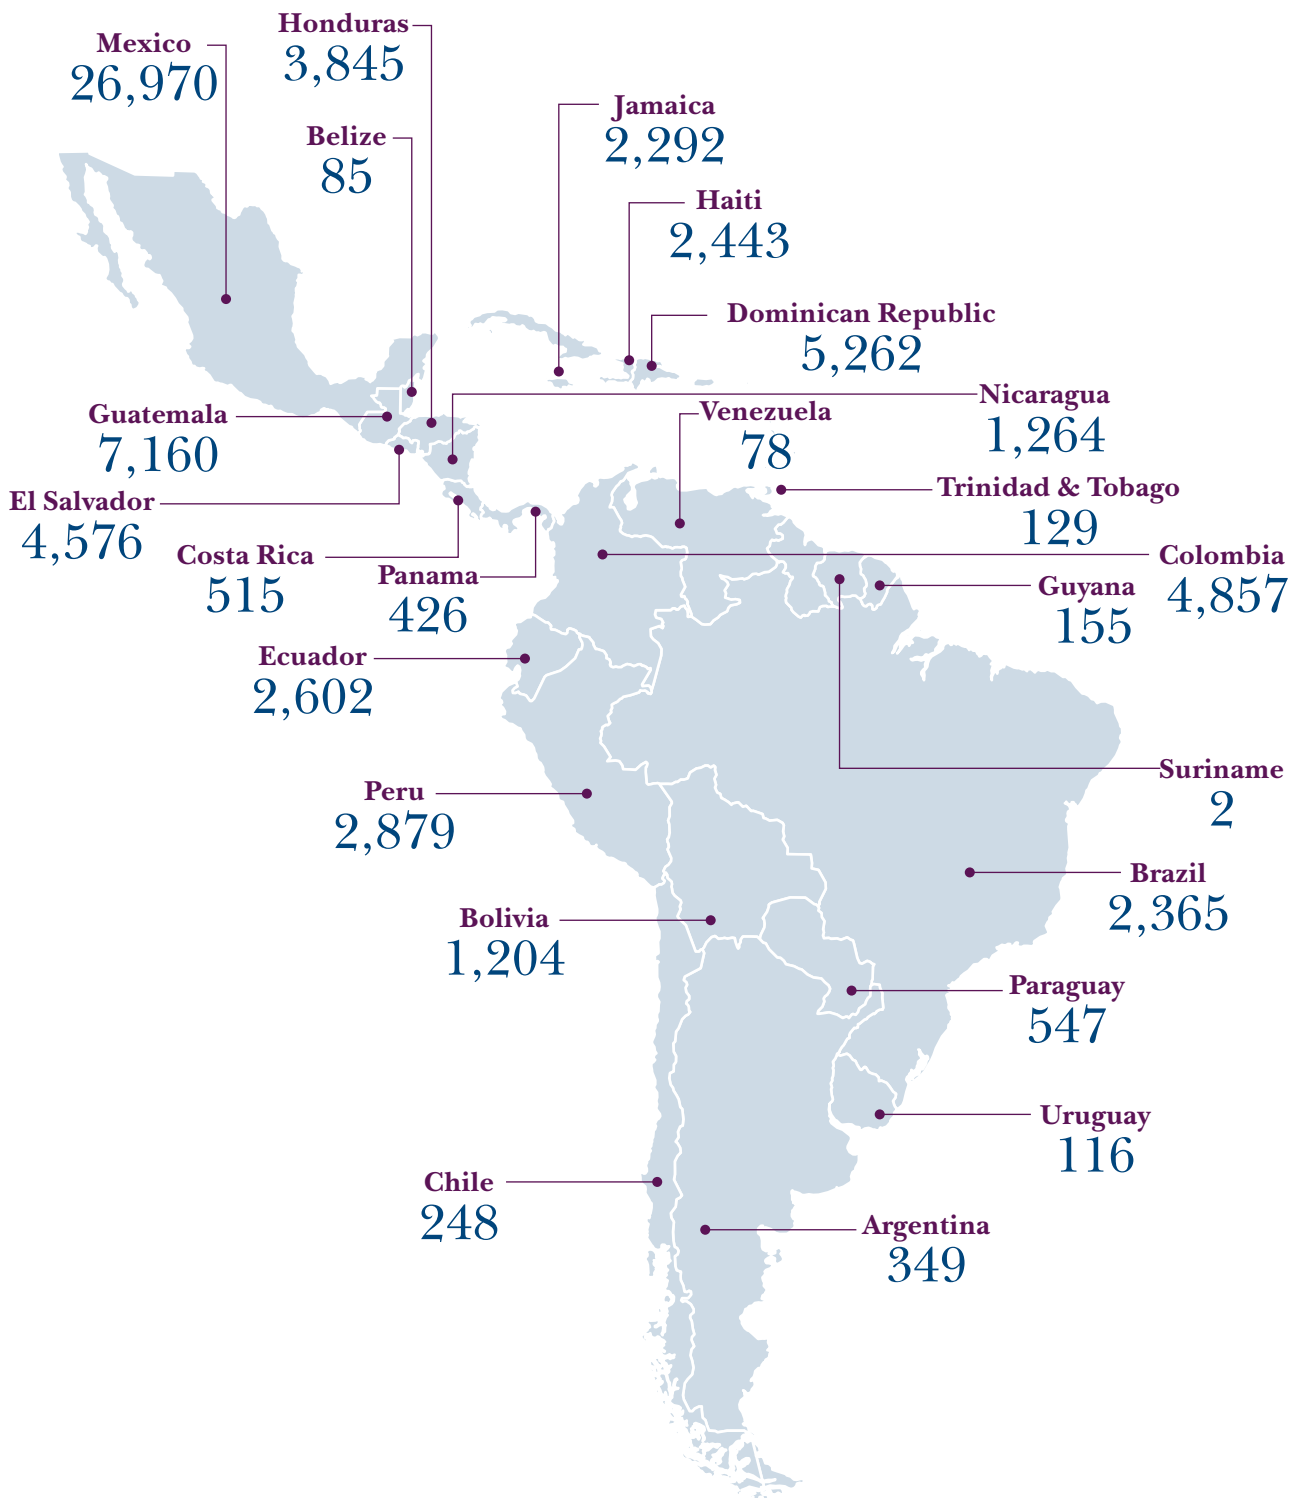 Honduras
3,845
Mexico
26,970
Jamaica
2,292
Belize
85
Haiti
2,443
Dominican Republic
5,262
Nicaragua
1,264
Venezuela
78
Guatemala
7,160
Trinidad & Tobago
129
El Salvador
4,576
Costa Rica
515
Colombia
4,857
Panama
426
Guyana
155
Ecuador
2,602
Suriname
2
Peru
2,879
Brazil
2,365
Bolivia
1,204
Paraguay
547
Uruguay
116
Chile
248
Argentina
349